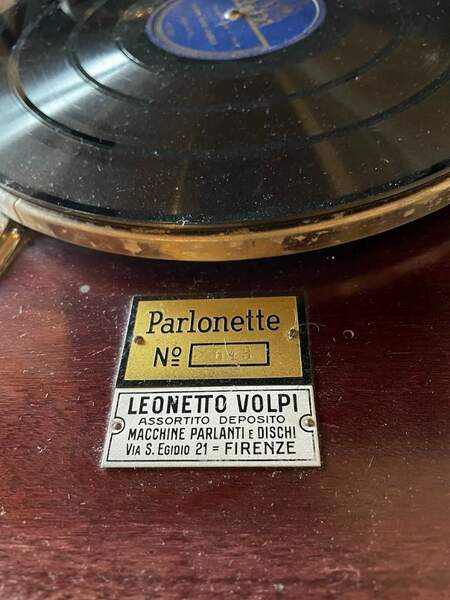 Parlonette
Nº
LEONETTO VOLPI
ASSORTITO DEPOSITO
MACCHINE PARLANTI E DISCHI
VIA S. EGIDIO 21 = FIRENZE